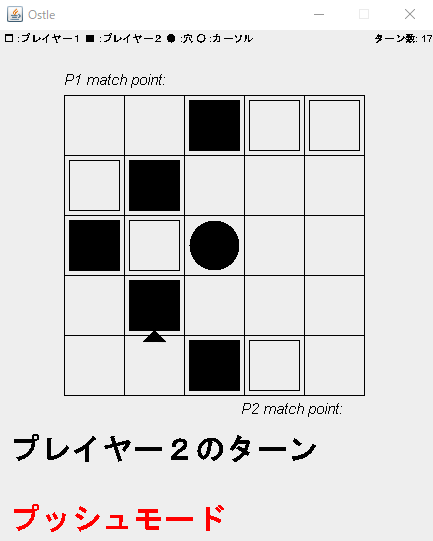 Ostle
□ :プレイヤー1 ■ :プレイヤー2 ● :穴 〇 :カーソル
ターン数: 17
P1 match point:
P2 match point:
プレイヤー２のターン
プッシュモード